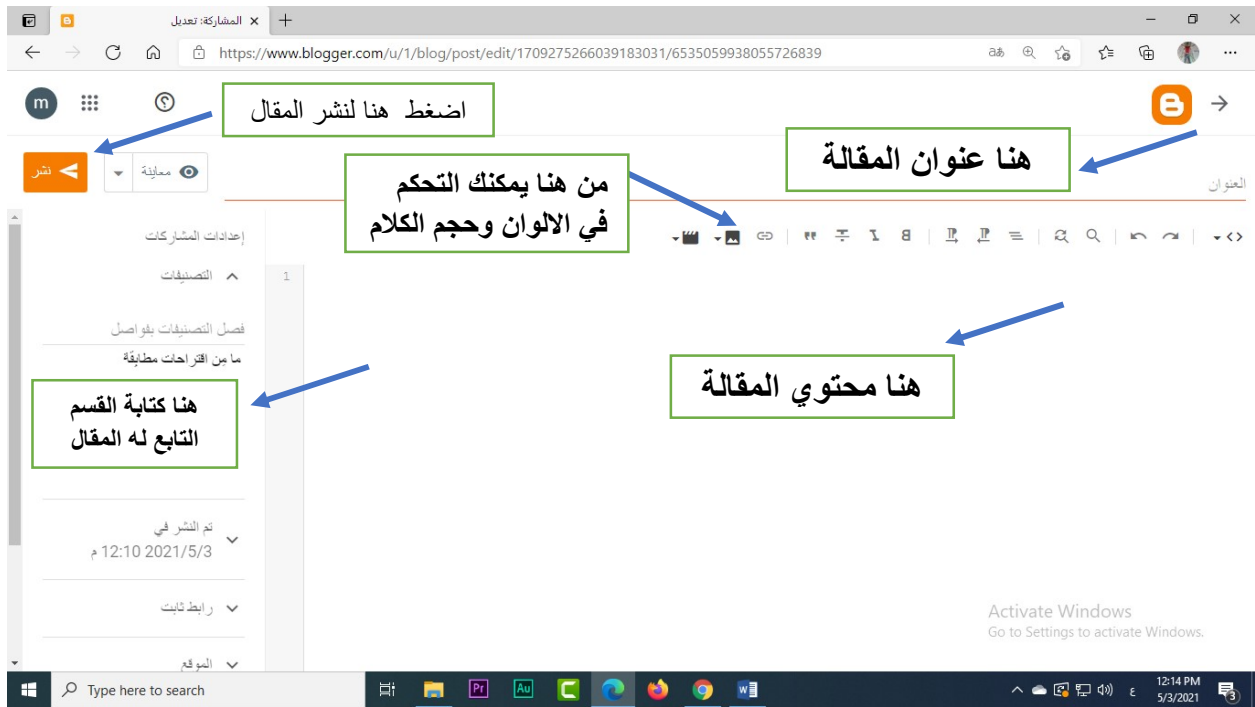 المشاركة: تعديل
https://www.blogger.com/u/1/blog/post/edit/1709275266039183031/6535059938055726839
m
اضغط هنا لنشر المقال
هنا عنوان المقالة
نشر
معاينة
من هنا يمكنك التحكم
في الالوان وحجم الكلام
العنوان
إعدادات المشاركات
التصنيفات
1
فصل التصنيفات بفواصل
ما من اقتراحات مطابقة
هنا محتوي المقالة
هنا كتابة القسم
التابع له المقال
تم النشر في
2021/5/3 12:10 م
رابط ثابت
الموقع
Activate Windows
Go to Settings to activate Windows.
Type here to search
Pr
Au
ع
12:14 PM
5/3/2021
3